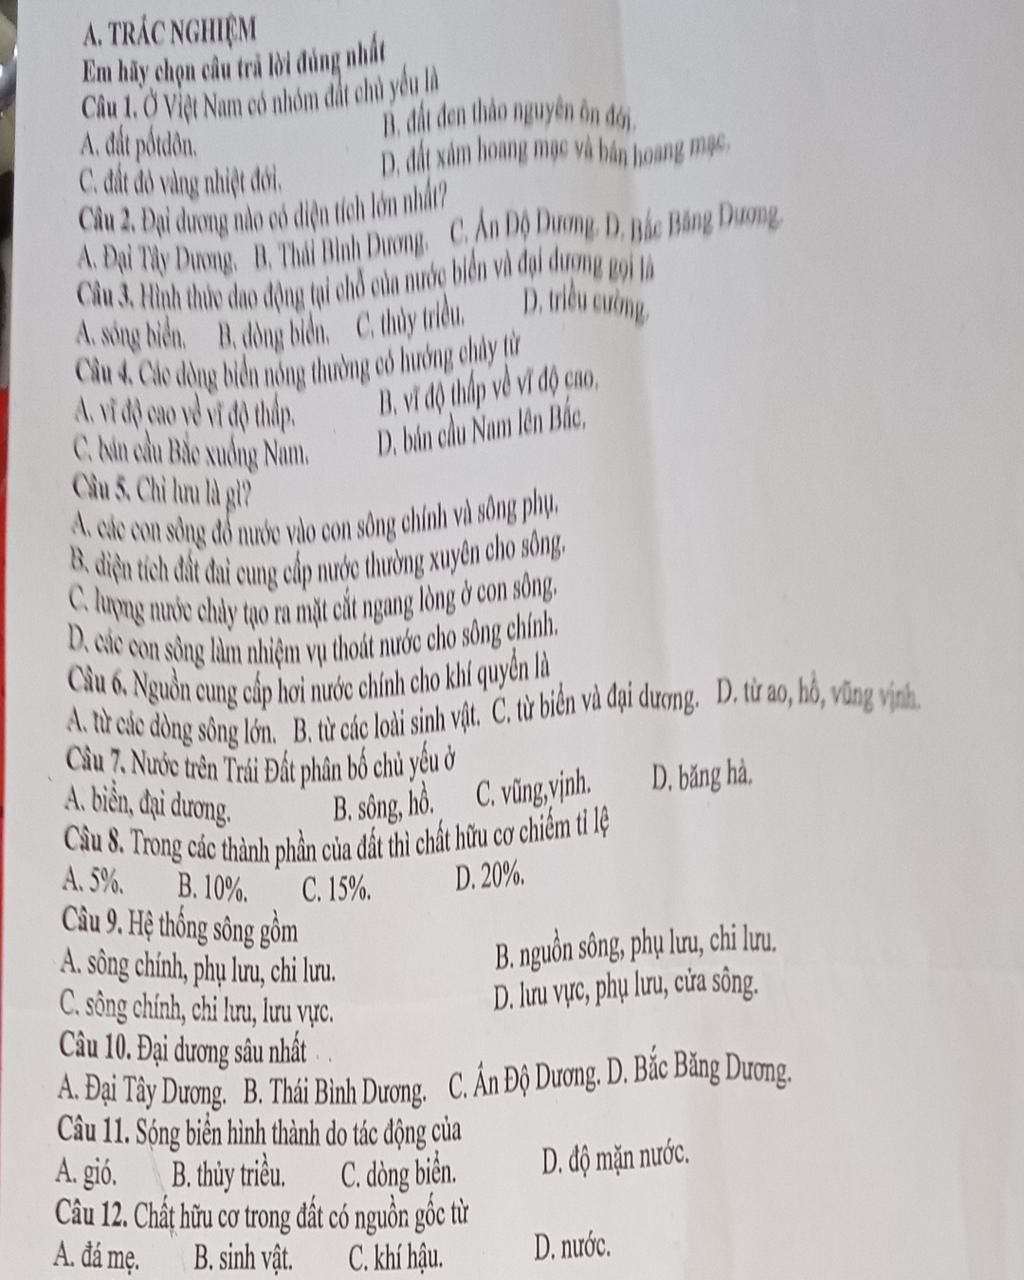 A. TRẮC NGHIỆM
Em hãy chọn câu trả lời đúng nhất
Câu 1. Ở Việt Nam có nhóm đất chủ yếu là
A. đất pốtdôn. B. đất đen thảo nguyên ôn đới.
C. đất đỏ vàng nhiệt đới. D. đất xám hoang mạc và bán hoang mạc.
Câu 2. Đại dương nào có diện tích lớn nhất?
A. Đại Tây Dương. B. Thái Bình Dương. C. Ấn Độ Dương. D. Bắc Băng Dương.
Câu 3. Hình thức dao động tại chỗ của nước biển và đại dương gọi là
A. sóng biển. B. dòng biển. C. thủy triều. D. triều cường.
Câu 4. Các dòng biển nóng thường có hướng chảy từ
A. vĩ độ cao về vĩ độ thấp. B. vĩ độ thấp về vĩ độ cao.
C. bán cầu Bắc xuống Nam. D. bán cầu Nam lên Bắc.
Câu 5. Chi lưu là gì?
A. các con sông đổ nước vào con sông chính và sông phụ.
B. diện tích đất đai cung cấp nước thường xuyên cho sông.
C. lượng nước chảy tạo ra mặt cắt ngang lòng ở con sông.
D. các con sông làm nhiệm vụ thoát nước cho sông chính.
Câu 6. Nguồn cung cấp hơi nước chính cho khí quyển là
A. từ các dòng sông lớn. B. từ các loài sinh vật. C. từ biển và đại dương. D. từ ao, hồ, vũng vịnh.
Câu 7. Nước trên Trái Đất phân bố chủ yếu ở
A. biển, đại dương. B. sông, hồ. C. vũng,vịnh. D. băng hà.
Câu 8. Trong các thành phần của đất thì chất hữu cơ chiếm tỉ lệ
A. 5%. B. 10%. C. 15%. D. 20%.
Câu 9. Hệ thống sông gồm
A. sông chính, phụ lưu, chi lưu. B. nguồn sông, phụ lưu, chi lưu.
C. sông chính, chi lưu, lưu vực. D. lưu vực, phụ lưu, cửa sông.
Câu 10. Đại dương sâu nhất
A. Đại Tây Dương. B. Thái Bình Dương. C. Ấn Độ Dương. D. Bắc Băng Dương.
Câu 11. Sóng biển hình thành do tác động của
A. gió. B. thủy triều. C. dòng biển. D. độ mặn nước.
Câu 12. Chất hữu cơ trong đất có nguồn gốc từ
A. đá mẹ. B. sinh vật. C. khí hậu. D. nước.